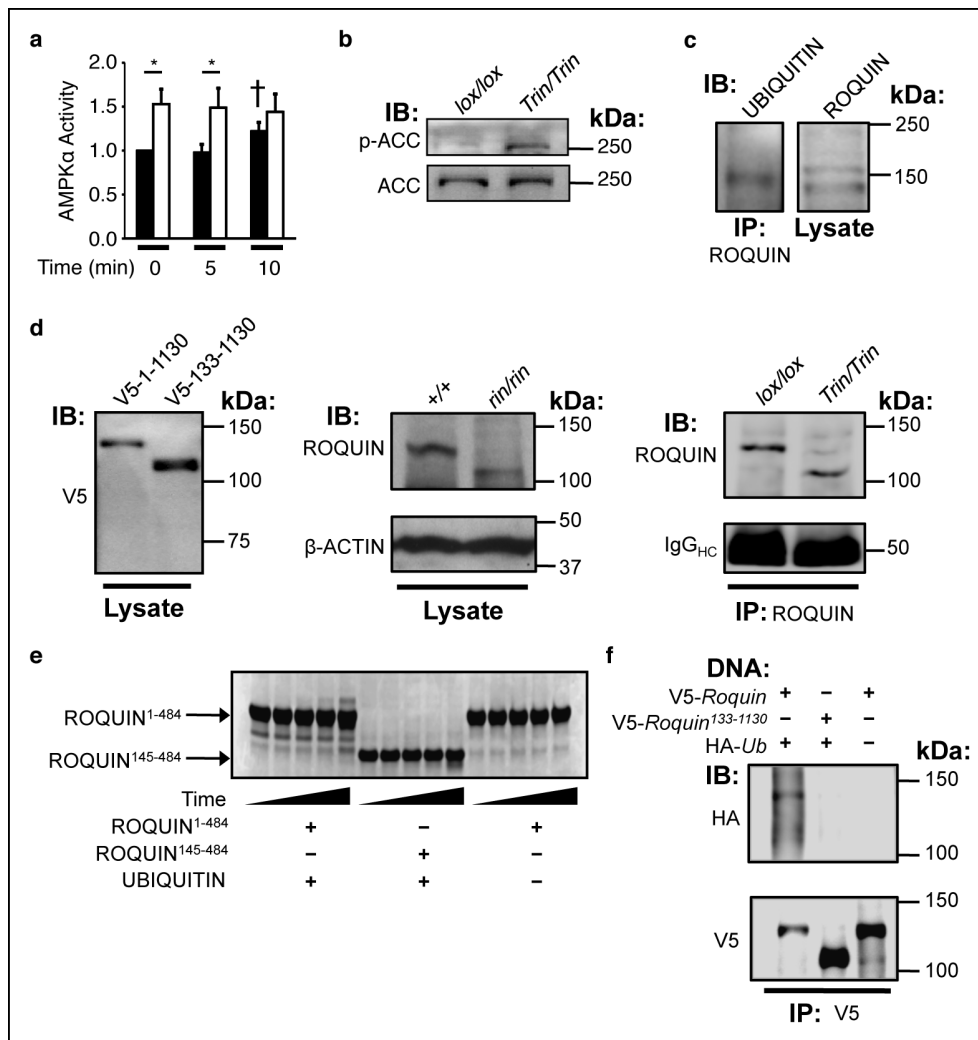 a
2.0
1.5
1.0
0.5
0.0
AMPKα Activity
* *
†
Time (min) 0 5 10
b
lox/lox Trin/Trin
IB: kDa:
p-ACC 250
ACC 250
c
UBIQUITIN ROQUIN
IB: kDa:
250
150
IP: Lysate
ROQUIN
d
V5-1-1130 V5-133-1130
IB: kDa:
150
V5 100
75
Lysate
+/+ rin/rin
IB: kDa:
150
ROQUIN
100
50
β-ACTIN
37
Lysate
lox/lox Trin/Trin
IB: kDa:
150
ROQUIN
100
IgGHC 50
IP: ROQUIN
e
ROQUIN1-484
ROQUIN145-484
Time
ROQUIN1-484 + – +
ROQUIN145-484 – + –
UBIQUITIN + + –
f
DNA:
V5-Roquin + – +
V5-Roquin133-1130 – + –
HA-Ub + + –
IB: kDa:
150
HA
100
150
V5
100
IP: V5